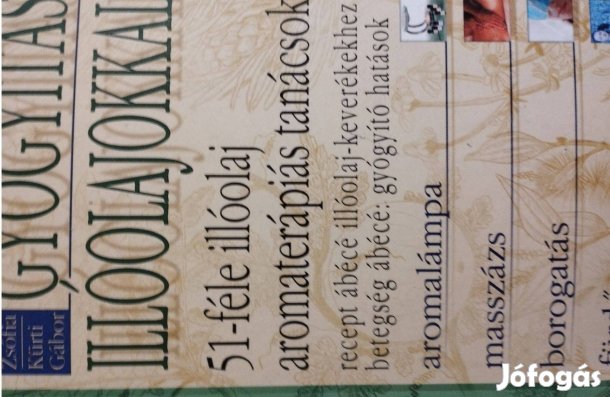 Zsófia
Kürti
Gábor
GYÓGYÍTÁS
ILLÓOLAJOKKAL
51-féle illóolaj
aromaterápiás tanácsok
recept ábécé illóolaj-keverékekhez
betegség ábécé: gyógyító hatások
aromalámpa
masszázs
borogatás
Jófogás